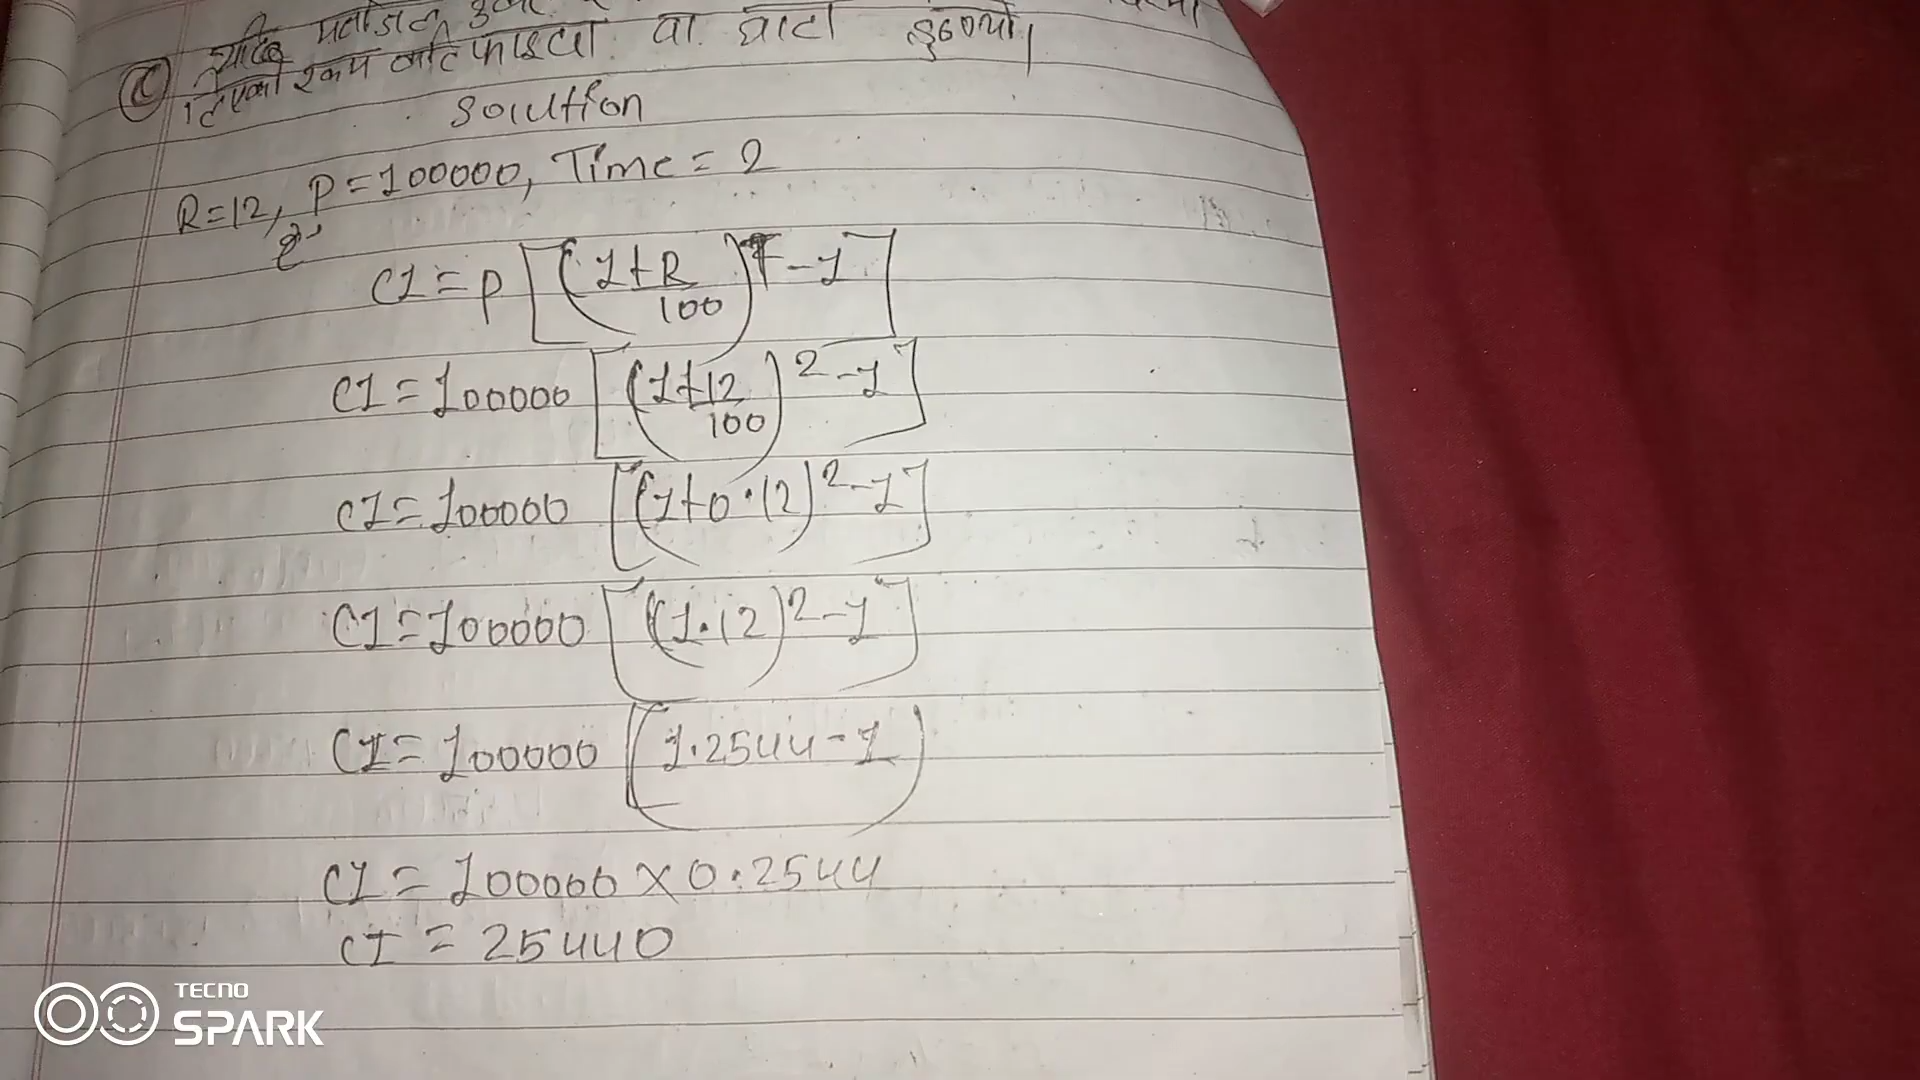 (C) यदि
फाइदा वा घाटा
solution
R=12, P=100000, Time=2
CI=P[(1+R/100)^T-1]
CI=100000[(1+12/100)^2-1]
CI=100000[(1+0.12)^2-1]
CI=100000[(1.12)^2-1]
CI=100000(1.2544-1)
CI=100000×0.2544
CI=25440
TECNO
SPARK